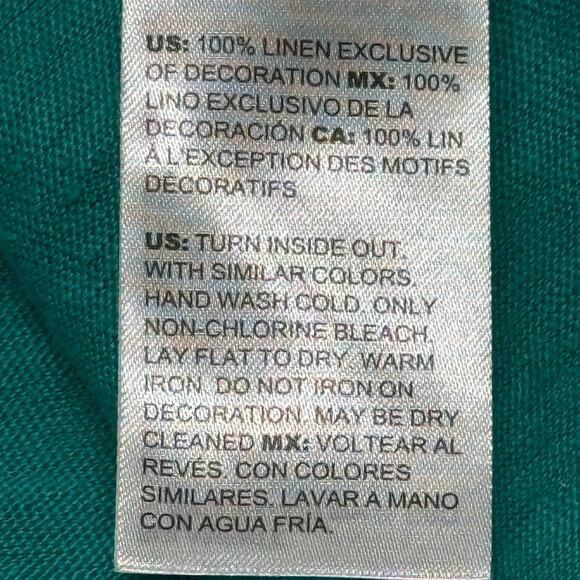 US: 100% LINEN EXCLUSIVE
OF DECORATION MX: 100%
LINO EXCLUSIVO DE LA
DECORACIÓN CA: 100% LIN
À L'EXCEPTION DES MOTIFS
DÉCORATIFS
US: TURN INSIDE OUT.
WITH SIMILAR COLORS.
HAND WASH COLD. ONLY
NON-CHLORINE BLEACH.
LAY FLAT TO DRY. WARM
IRON. DO NOT IRON ON
DECORATION. MAY BE DRY
CLEANED MX: VOLTEAR AL
REVÉS. CON COLORES
SIMILARES. LAVAR A MANO
CON AGUA FRÍA.